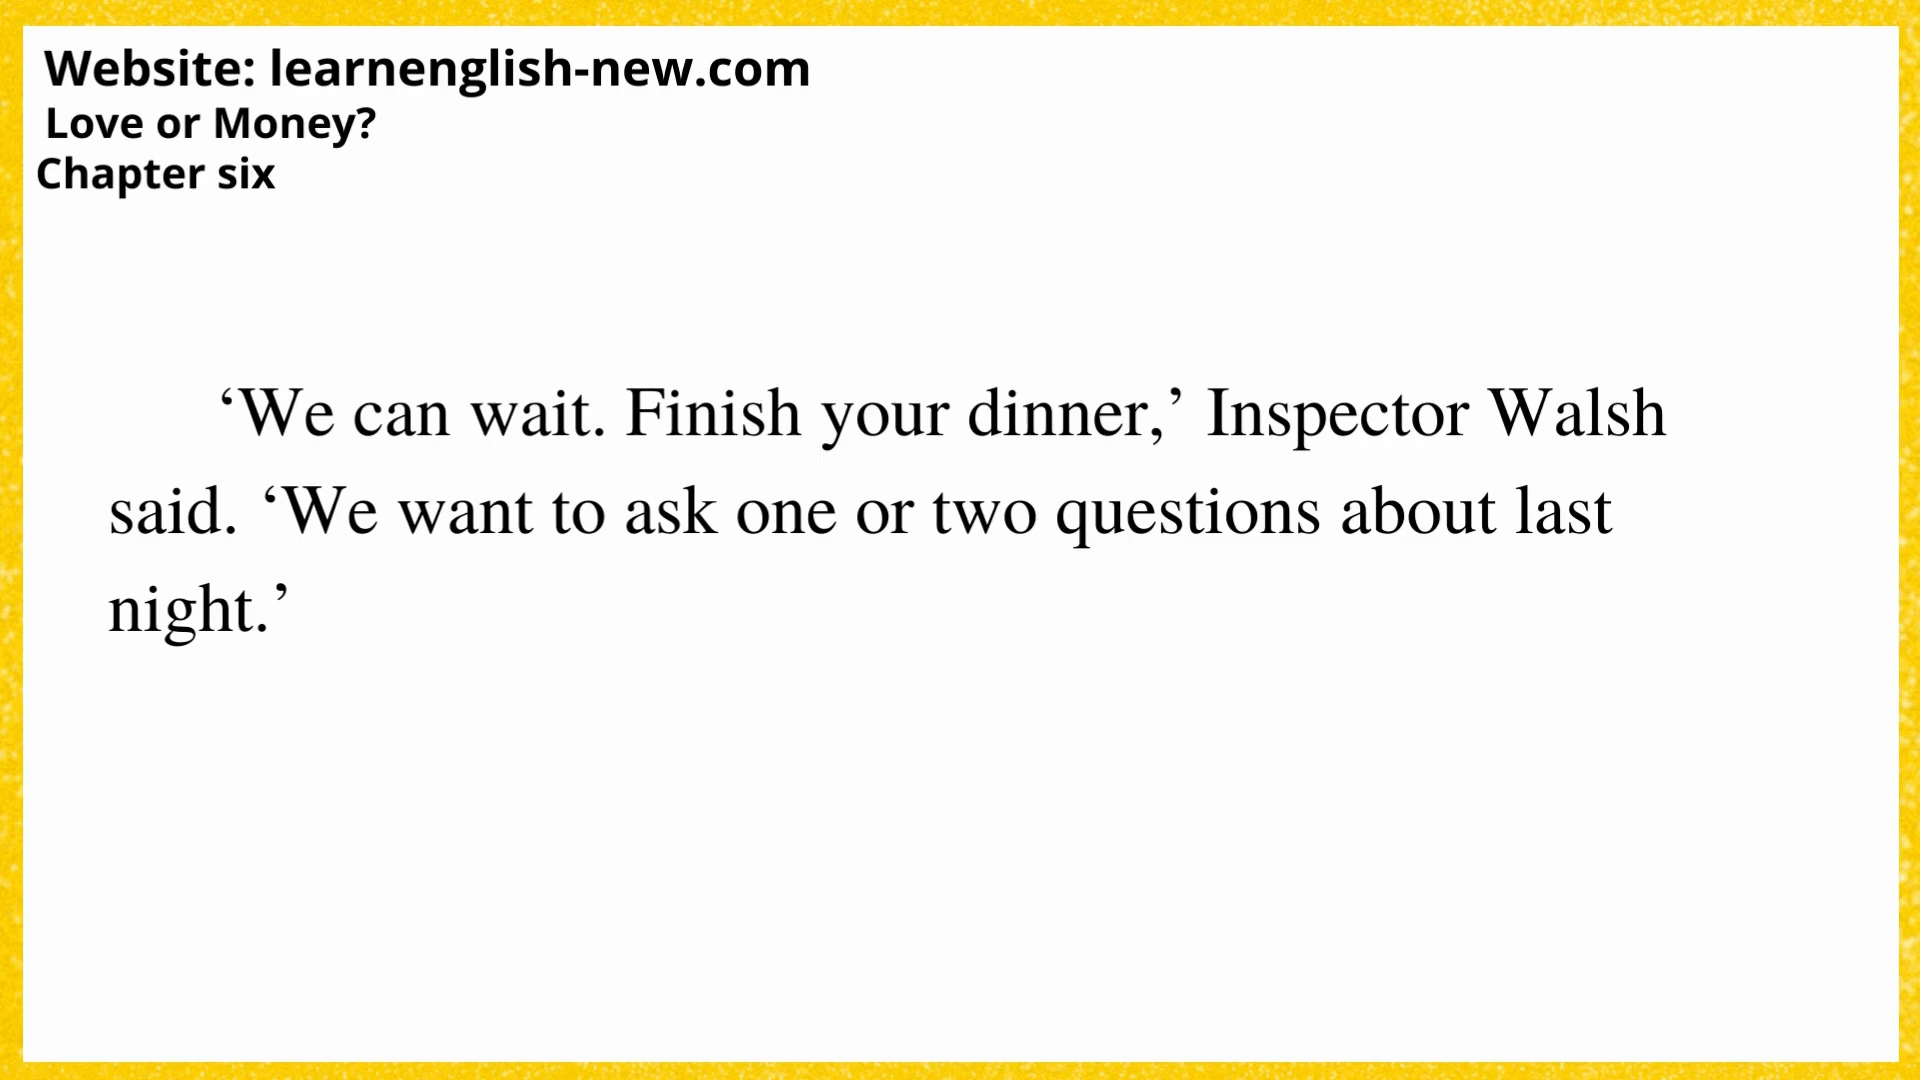 Website: learnenglish-new.com
Love or Money?
Chapter six
‘We can wait. Finish your dinner,’ Inspector Walsh
said. ‘We want to ask one or two questions about last
night.’